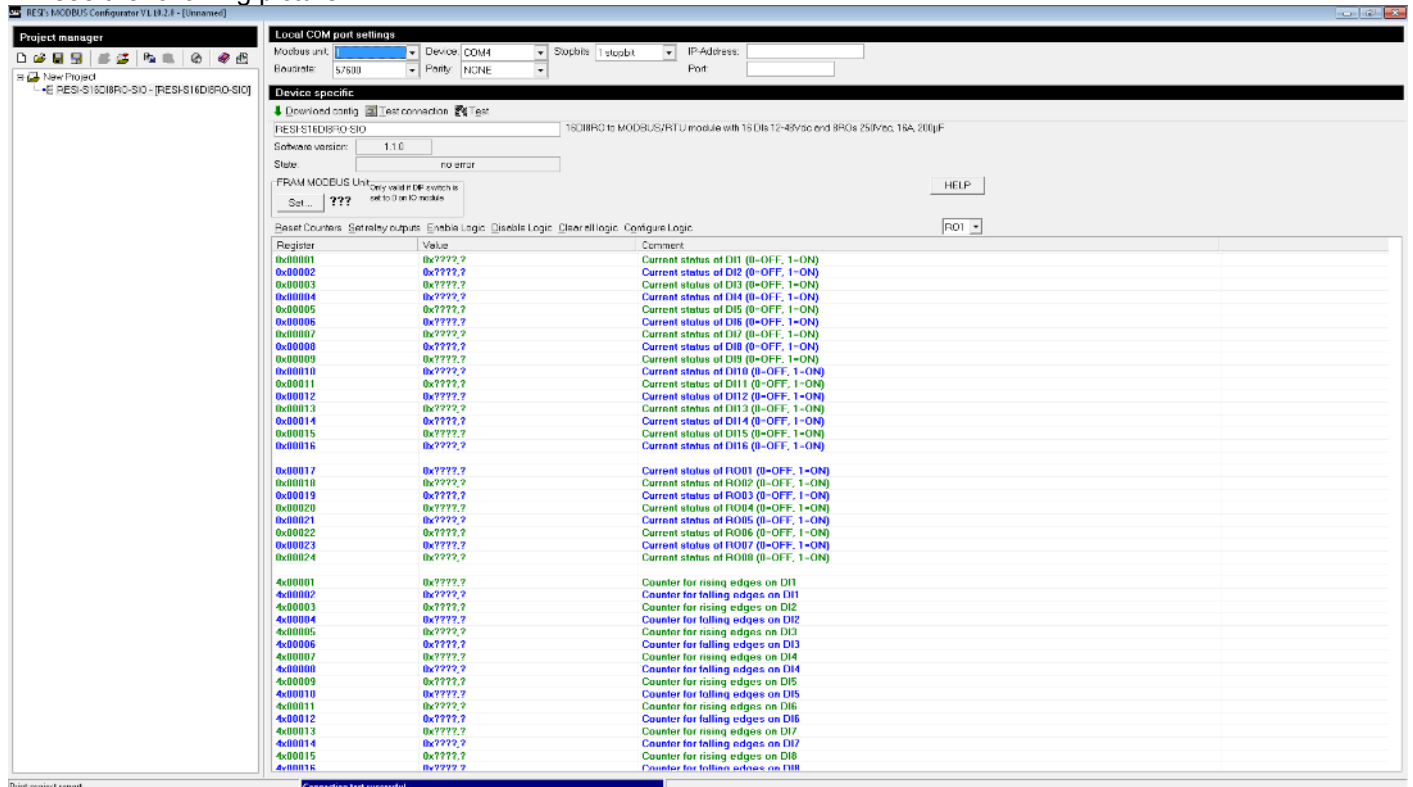 RESI's MODBUS Configurator V1.10.2.0 - [Unnamed]
Project manager
New Project
RESI-S16DI8RO-SIO - [RESI-S16DI8RO-SIO]
Local COM port settings
Modbus unit: 1 Device: COM4 Stopbits 1 stopbit IP-Address:
Baudrate: 57600 Parity: NONE Port:
Device specific
Download config Test connection Test
RESI-S16DI8RO-SIO 16DI8RO to MODBUS/RTU module with 16 DIs 12-48Vdc and 8ROs 250Vac, 16A, 200µF
Software version: 1.1.0
State: no error
FRAM MODBUS Unit
Only valid if DIP switch is
set to 0 on IO module
Set... ???
HELP
Reset Counters Set relay outputs Enable Logic Disable Logic Clear all logic Configure Logic RO1
Register Value Comment
0x00001 0x????,? Current status of DI1 (0=OFF, 1=ON)
0x00002 0x????,? Current status of DI2 (0=OFF, 1=ON)
0x00003 0x????,? Current status of DI3 (0=OFF, 1=ON)
0x00004 0x????,? Current status of DI4 (0=OFF, 1=ON)
0x00005 0x????,? Current status of DI5 (0=OFF, 1=ON)
0x00006 0x????,? Current status of DI6 (0=OFF, 1=ON)
0x00007 0x????,? Current status of DI7 (0=OFF, 1=ON)
0x00008 0x????,? Current status of DI8 (0=OFF, 1=ON)
0x00009 0x????,? Current status of DI9 (0=OFF, 1=ON)
0x00010 0x????,? Current status of DI10 (0=OFF, 1=ON)
0x00011 0x????,? Current status of DI11 (0=OFF, 1=ON)
0x00012 0x????,? Current status of DI12 (0=OFF, 1=ON)
0x00013 0x????,? Current status of DI13 (0=OFF, 1=ON)
0x00014 0x????,? Current status of DI14 (0=OFF, 1=ON)
0x00015 0x????,? Current status of DI15 (0=OFF, 1=ON)
0x00016 0x????,? Current status of DI16 (0=OFF, 1=ON)
0x00017 0x????,? Current status of RO01 (0=OFF, 1=ON)
0x00018 0x????,? Current status of RO02 (0=OFF, 1=ON)
0x00019 0x????,? Current status of RO03 (0=OFF, 1=ON)
0x00020 0x????,? Current status of RO04 (0=OFF, 1=ON)
0x00021 0x????,? Current status of RO05 (0=OFF, 1=ON)
0x00022 0x????,? Current status of RO06 (0=OFF, 1=ON)
0x00023 0x????,? Current status of RO07 (0=OFF, 1=ON)
0x00024 0x????,? Current status of RO08 (0=OFF, 1=ON)
4x00001 0x????,? Counter for rising edges on DI1
4x00002 0x????,? Counter for falling edges on DI1
4x00003 0x????,? Counter for rising edges on DI2
4x00004 0x????,? Counter for falling edges on DI2
4x00005 0x????,? Counter for rising edges on DI3
4x00006 0x????,? Counter for falling edges on DI3
4x00007 0x????,? Counter for rising edges on DI4
4x00008 0x????,? Counter for falling edges on DI4
4x00009 0x????,? Counter for rising edges on DI5
4x00010 0x????,? Counter for falling edges on DI5
4x00011 0x????,? Counter for rising edges on DI6
4x00012 0x????,? Counter for falling edges on DI6
4x00013 0x????,? Counter for rising edges on DI7
4x00014 0x????,? Counter for falling edges on DI7
4x00015 0x????,? Counter for rising edges on DI8
4x00016 0x????,? Counter for falling edges on DI8
Print project report Connection test successful